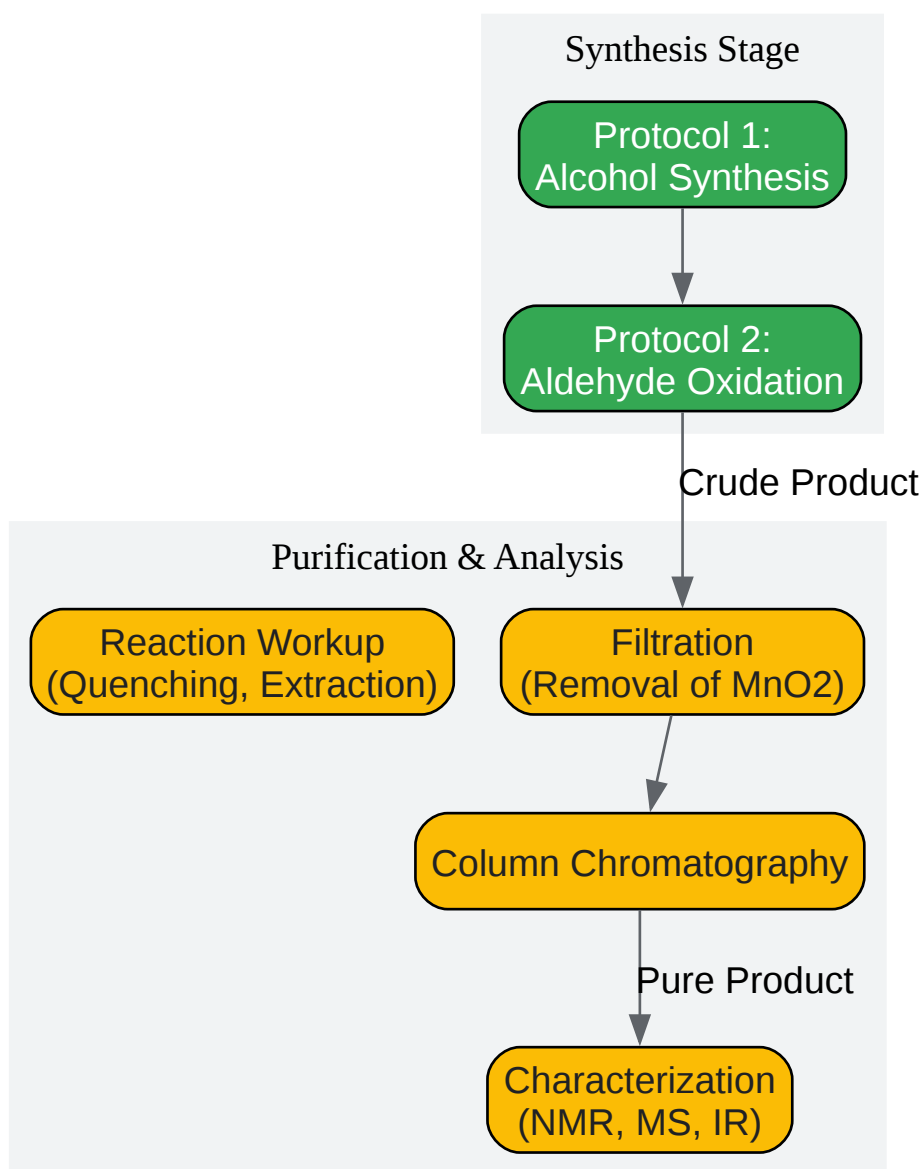 Synthesis Stage
Protocol 1:
Alcohol Synthesis
Protocol 2:
Aldehyde Oxidation
Crude Product
Purification & Analysis
Reaction Workup
(Quenching, Extraction)
Filtration
(Removal of MnO2)
Column Chromatography
Pure Product
Characterization
(NMR, MS, IR)